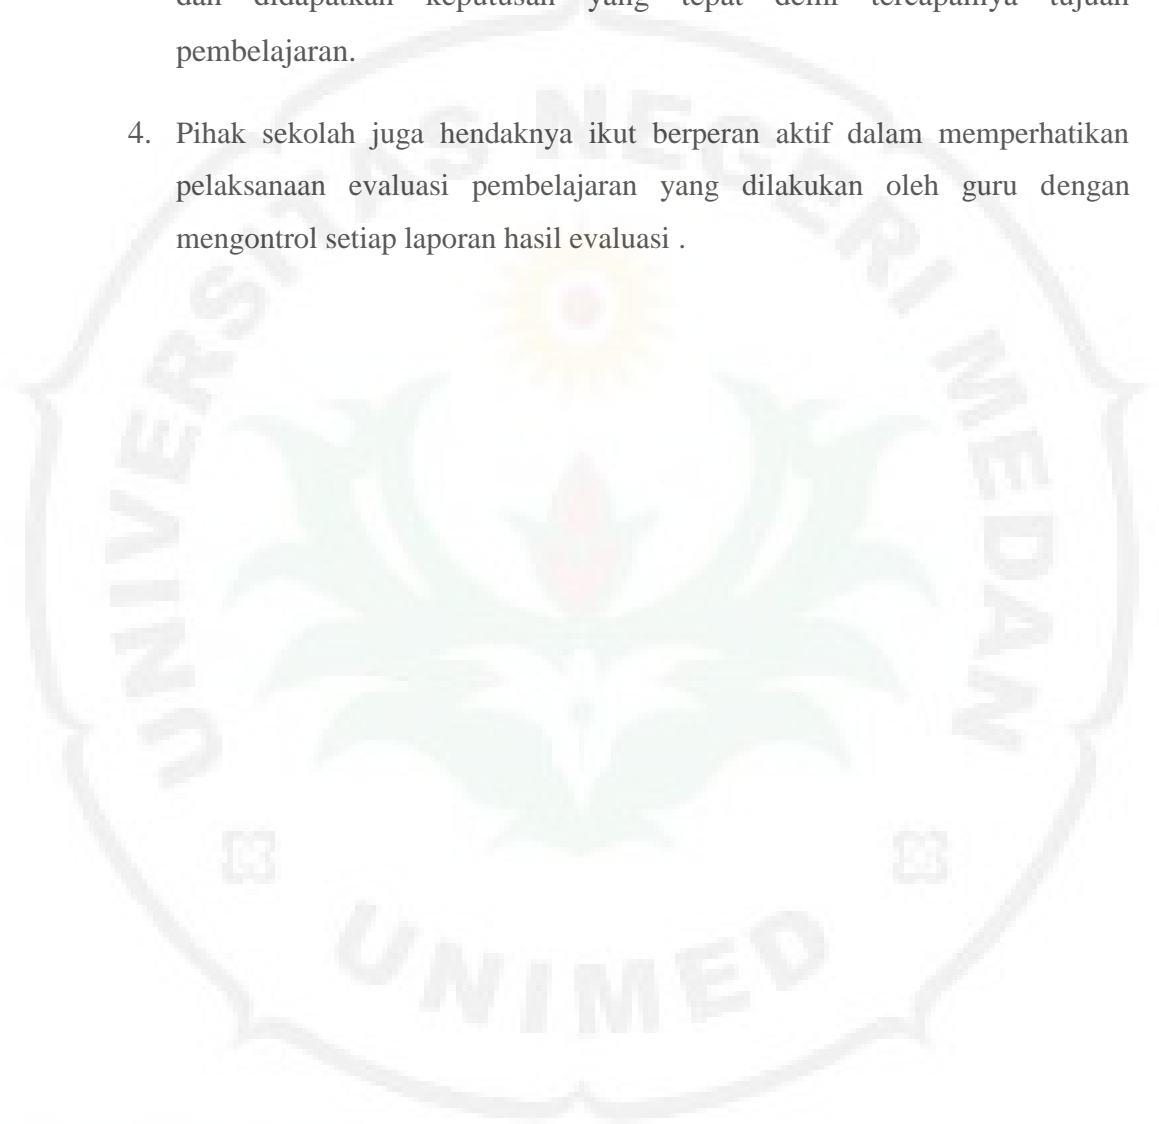 dan didapatkan keputusan yang tepat demi tercapainya tujuan
pembelajaran.
4. Pihak sekolah juga hendaknya ikut berperan aktif dalam memperhatikan
pelaksanaan evaluasi pembelajaran yang dilakukan oleh guru dengan
mengontrol setiap laporan hasil evaluasi .
UNIVERSITAS NEGERI MEDAN
UNIMED